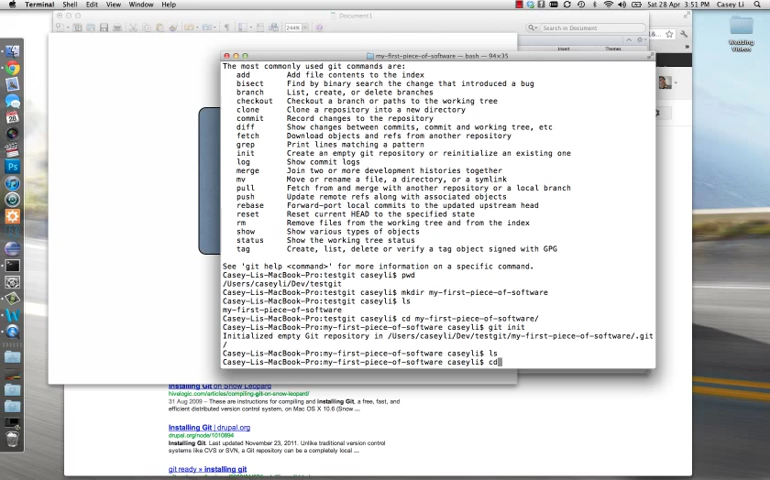 Terminal Shell Edit View Window Help
Sat 28 Apr 3:51 PM Casey Li
Document1
244%
Search in Document
Insert
Themes
Wedding
Videos
my-first-piece-of-software — bash — 94×35
The most commonly used git commands are:
add Add file contents to the index
bisect Find by binary search the change that introduced a bug
branch List, create, or delete branches
checkout Checkout a branch or paths to the working tree
clone Clone a repository into a new directory
commit Record changes to the repository
diff Show changes between commits, commit and working tree, etc
fetch Download objects and refs from another repository
grep Print lines matching a pattern
init Create an empty git repository or reinitialize an existing one
log Show commit logs
merge Join two or more development histories together
mv Move or rename a file, a directory, or a symlink
pull Fetch from and merge with another repository or a local branch
push Update remote refs along with associated objects
rebase Forward-port local commits to the updated upstream head
reset Reset current HEAD to the specified state
rm Remove files from the working tree and from the index
show Show various types of objects
status Show the working tree status
tag Create, list, delete or verify a tag object signed with GPG
See 'git help <command>' for more information on a specific command.
Casey-Lis-MacBook-Pro:testgit caseyli$ pwd
/Users/caseyli/Dev/testgit
Casey-Lis-MacBook-Pro:testgit caseyli$ mkdir my-first-piece-of-software
Casey-Lis-MacBook-Pro:testgit caseyli$ ls
my-first-piece-of-software
Casey-Lis-MacBook-Pro:testgit caseyli$ cd my-first-piece-of-software/
Casey-Lis-MacBook-Pro:my-first-piece-of-software caseyli$ git init
Initialized empty Git repository in /Users/caseyli/Dev/testgit/my-first-piece-of-software/.git
/
Casey-Lis-MacBook-Pro:my-first-piece-of-software caseyli$ ls
Casey-Lis-MacBook-Pro:my-first-piece-of-software caseyli$ cd
Installing Git on Snow Leopard
hivelogic.com/articles/compiling-git-on-snow-leopard/
31 Aug 2009 – These are instructions for compiling and installing Git, a free, fast, and
efficient distributed version control system, on Mac OS X 10.6 (Snow ...
Installing Git | drupal.org
drupal.org/node/1010894
Installing Git. Last updated November 23, 2011. Unlike traditional version control
systems like CVS or SVN, a Git repository can be a completely local ...
git ready » installing git